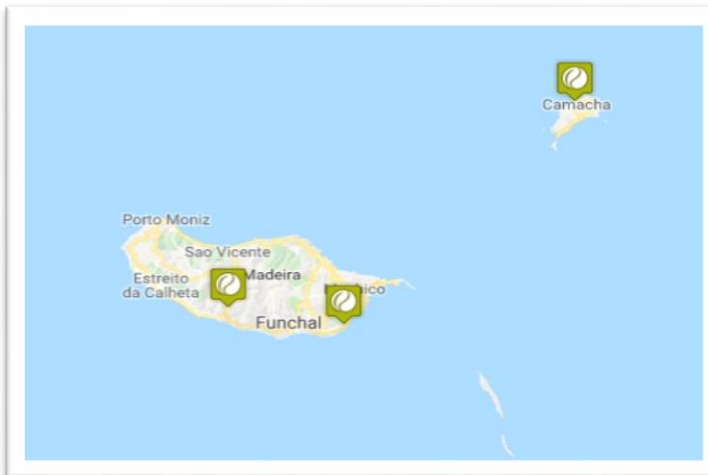 Camacha
Porto Moniz
Sao Vicente
Madeira
Estreito
da Calheta
Funchal